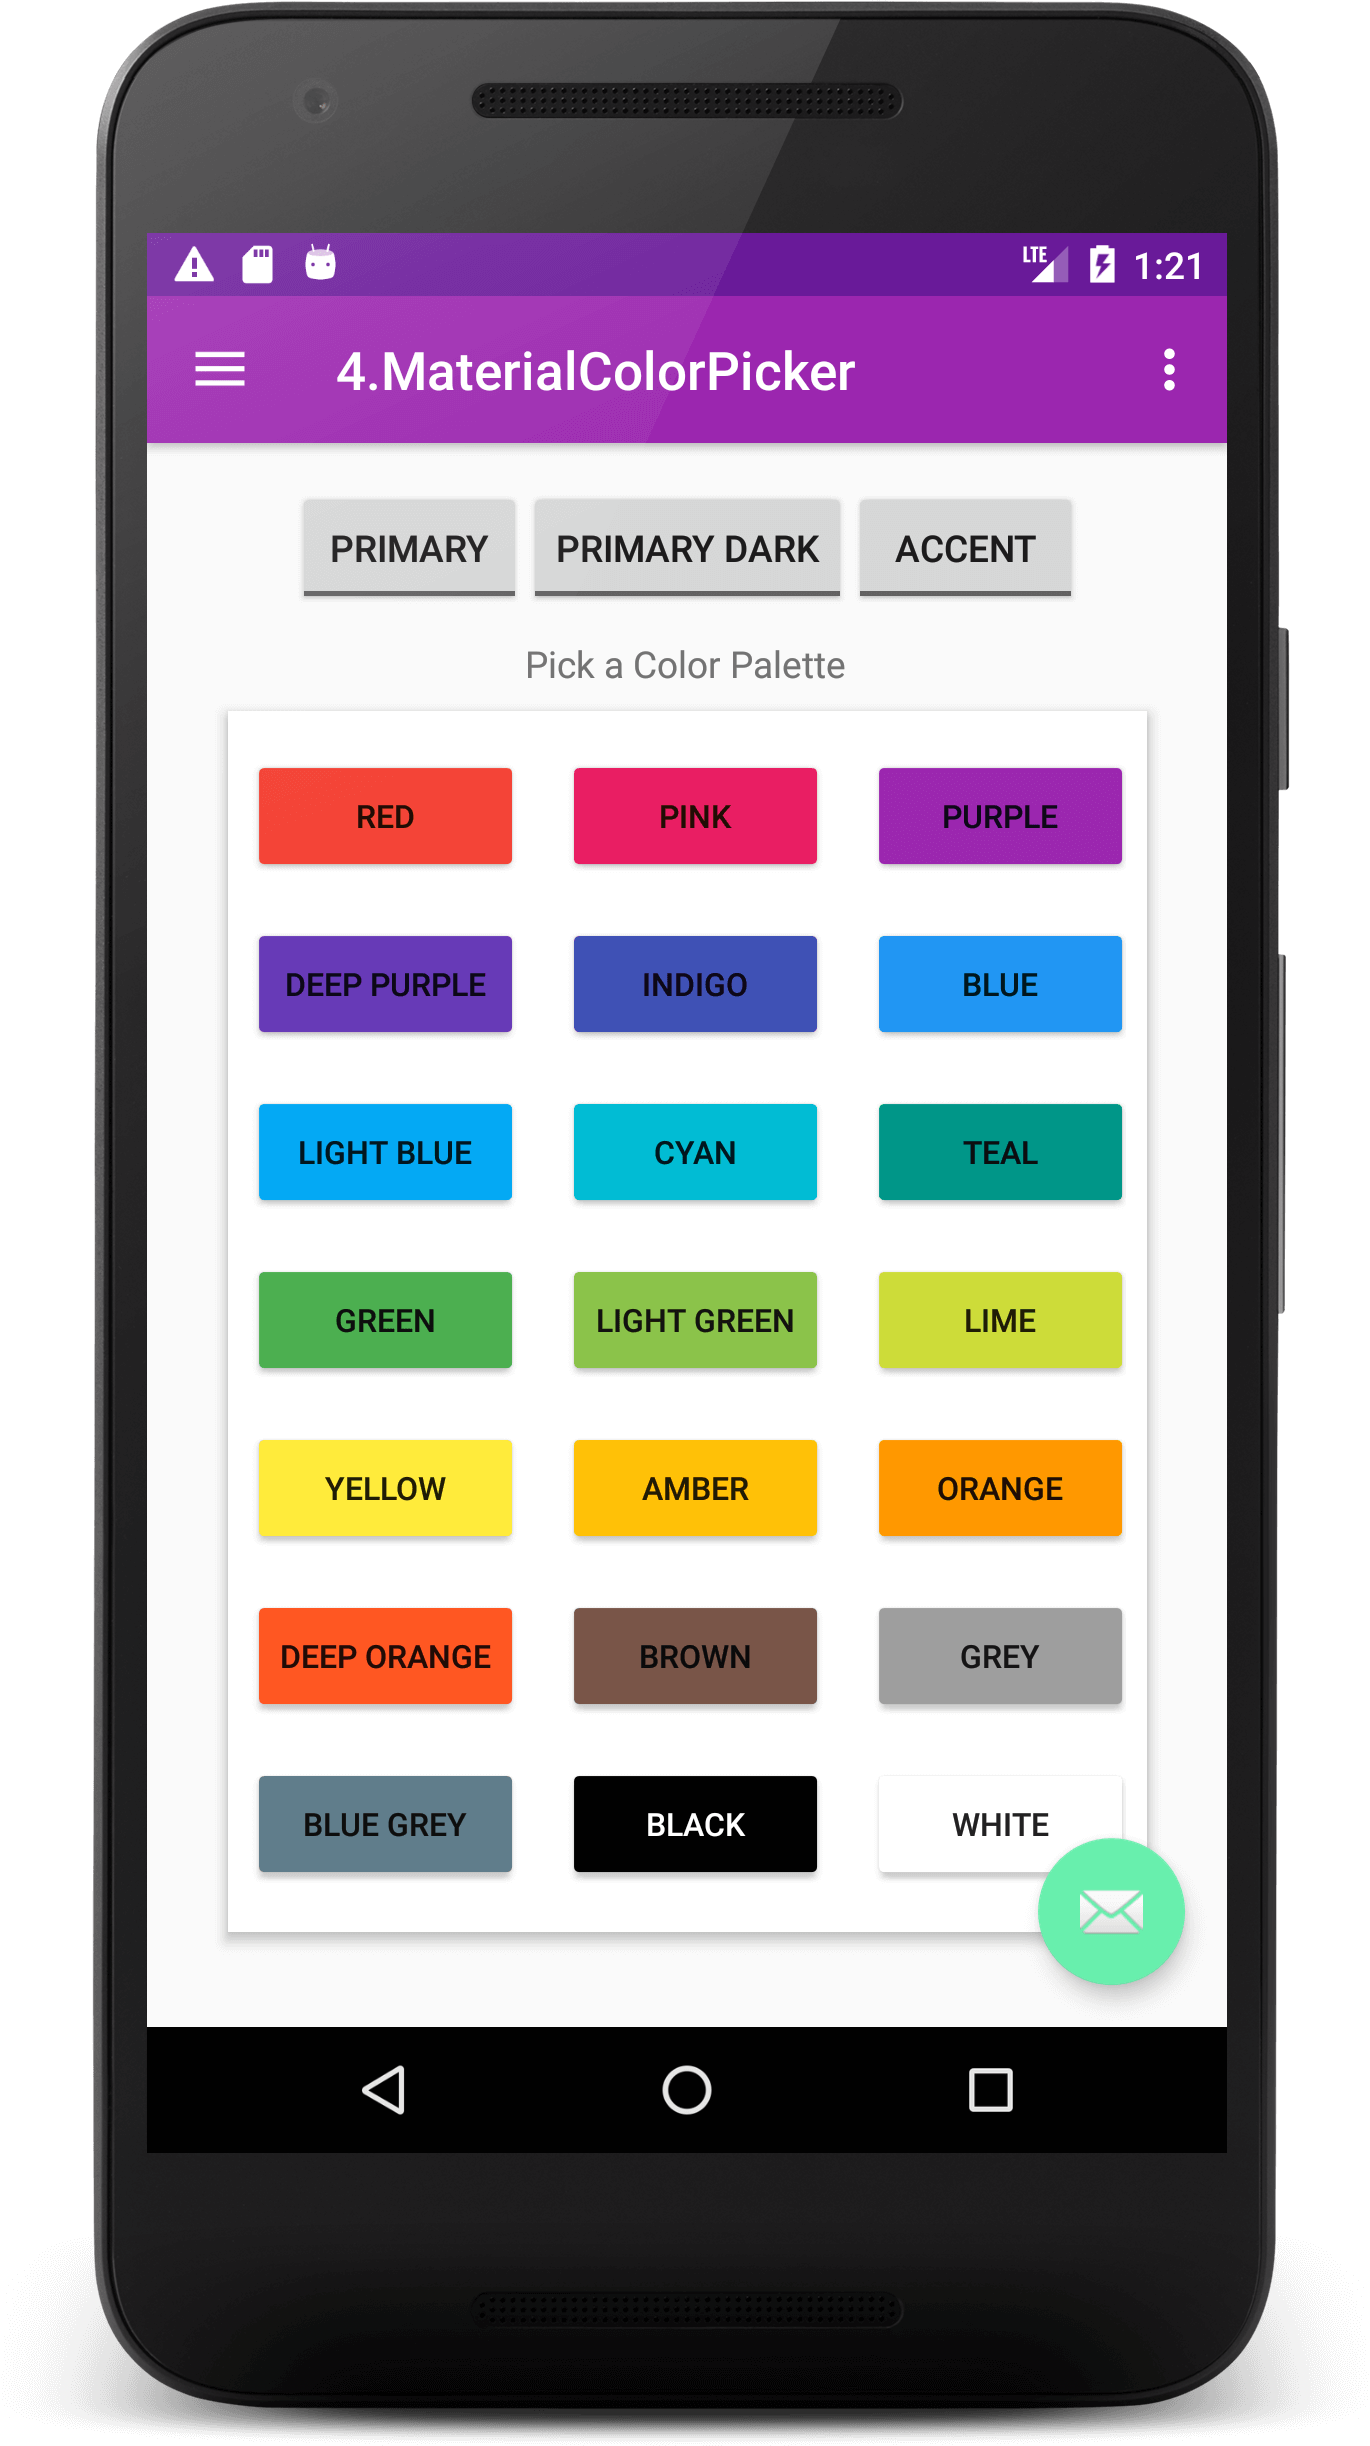 LTE 1:21
4.MaterialColorPicker
PRIMARY PRIMARY DARK ACCENT
Pick a Color Palette
RED PINK PURPLE
DEEP PURPLE INDIGO BLUE
LIGHT BLUE CYAN TEAL
GREEN LIGHT GREEN LIME
YELLOW AMBER ORANGE
DEEP ORANGE BROWN GREY
BLUE GREY BLACK WHITE